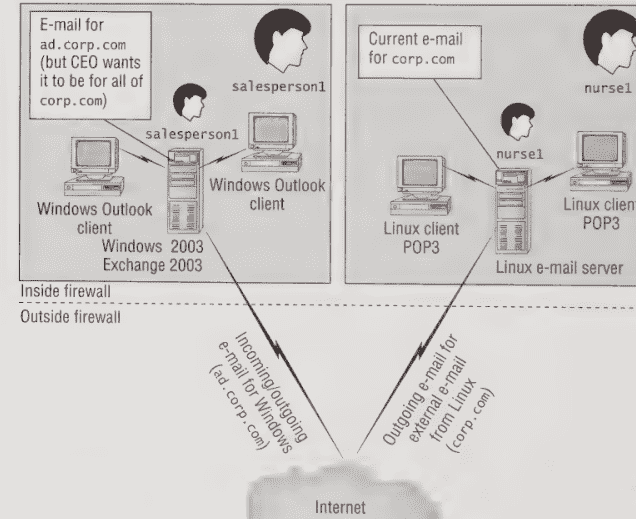 E-mail for
ad.corp.com
(but CEO wants
it to be for all of
corp.com)
salesperson1
salesperson1
Windows Outlook
client
Windows Outlook
client
Windows 2003
Exchange 2003
Current e-mail
for corp.com
nurse1
nurse1
Linux client
POP3
Linux client
POP3
Linux e-mail server
Inside firewall
Outside firewall
Incoming/outgoing
e-mail for Windows
(ad.corp.com)
Outgoing e-mail for
external e-mail
from Linux
(corp.com)
Internet